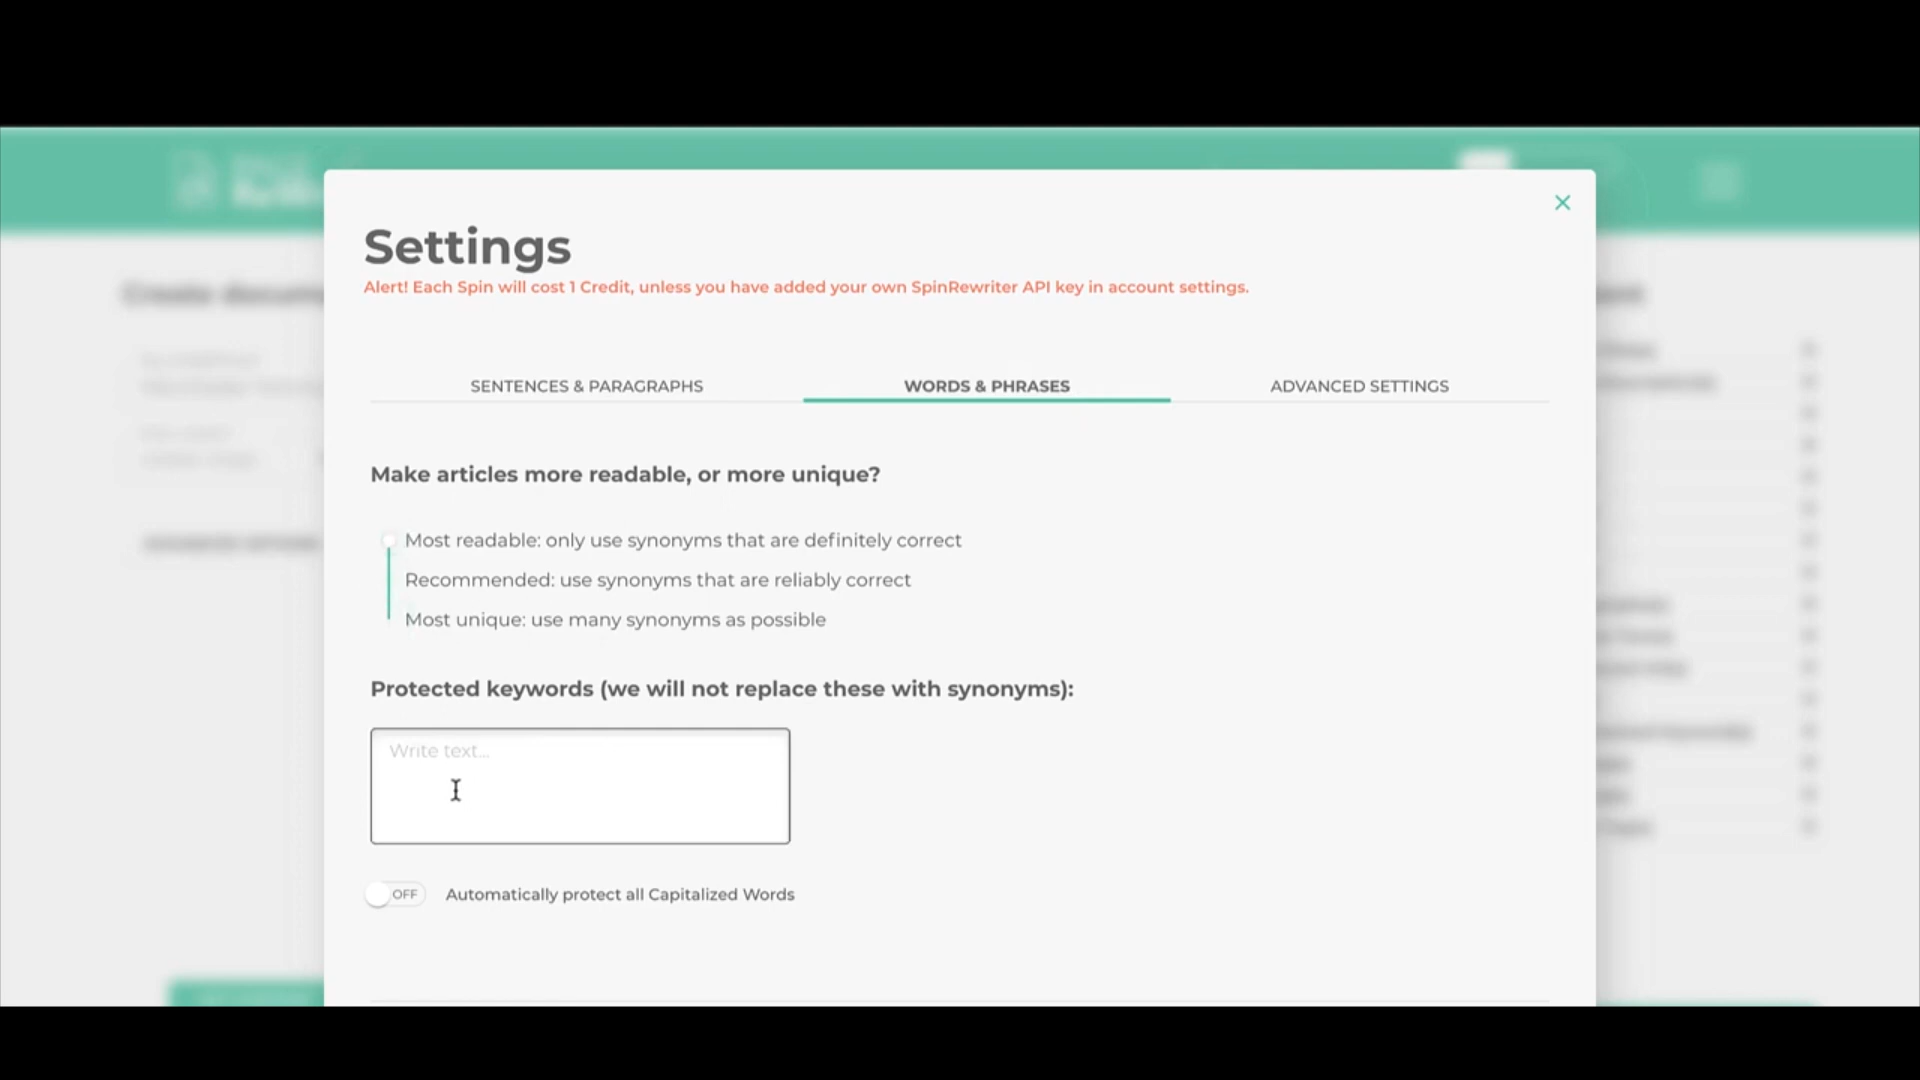 Settings
Alert! Each Spin will cost 1 Credit, unless you have added your own SpinRewriter API key in account settings.
SENTENCES & PARAGRAPHS
WORDS & PHRASES
ADVANCED SETTINGS
Make articles more readable, or more unique?
Most readable: only use synonyms that are definitely correct
Recommended: use synonyms that are reliably correct
Most unique: use many synonyms as possible
Protected keywords (we will not replace these with synonyms):
Write text...
OFF
Automatically protect all Capitalized Words